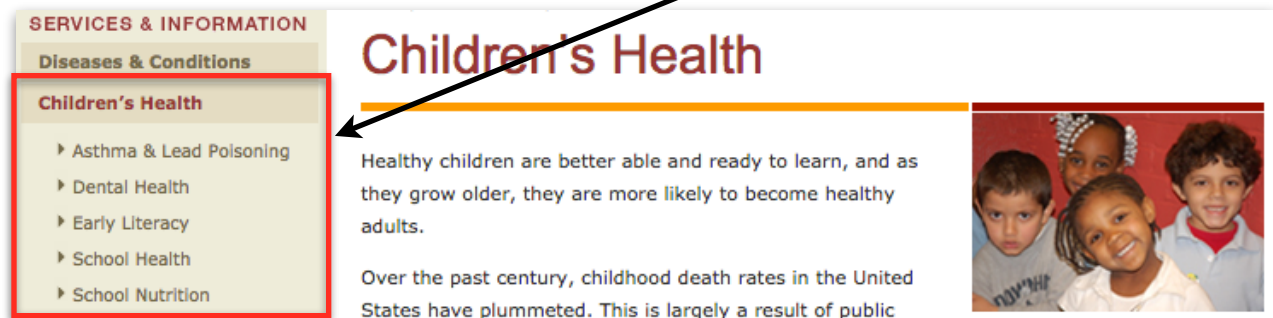 SERVICES & INFORMATION
Diseases & Conditions
Children's Health
Asthma & Lead Poisoning
Dental Health
Early Literacy
School Health
School Nutrition
Children's Health
Healthy children are better able and ready to learn, and as
they grow older, they are more likely to become healthy
adults.
Over the past century, childhood death rates in the United
States have plummeted. This is largely a result of public